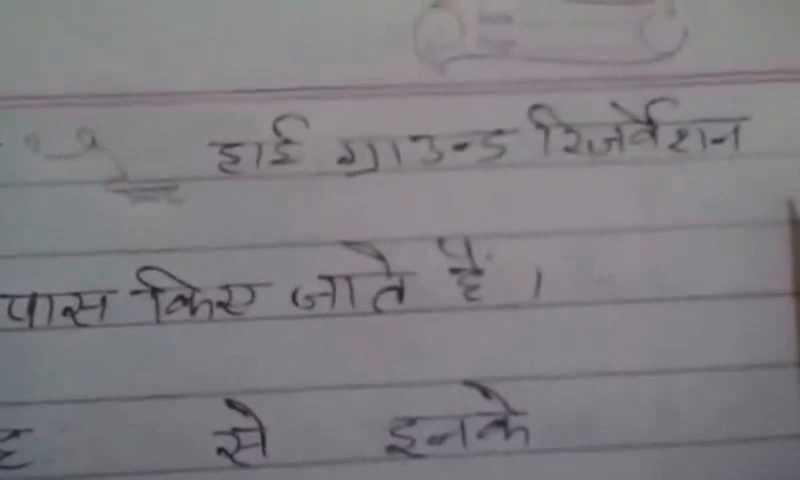 हाई ग्राउन्ड रिजर्वेशन
पास किए जाते हैं ।
से इनके